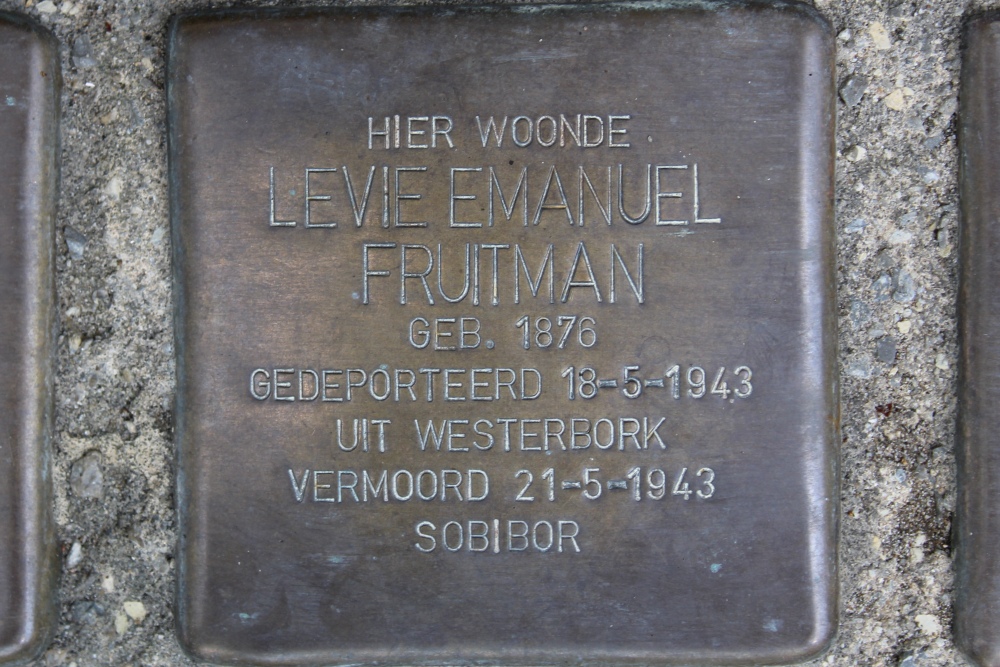 HIER WOONDE
LEVIE EMANUEL
FRUITMAN
GEB. 1876
GEDEPORTEERD 18-5-1943
UIT WESTERBORK
VERMOORD 21-5-1943
SOBIBOR